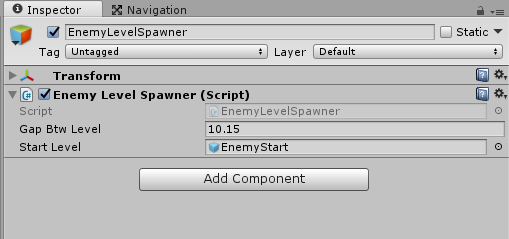 Inspector Navigation
EnemyLevelSpawner Static
Tag Untagged Layer Default
Transform
C# Enemy Level Spawner (Script)
Script EnemyLevelSpawner
Gap Btw Level 10.15
Start Level EnemyStart
Add Component